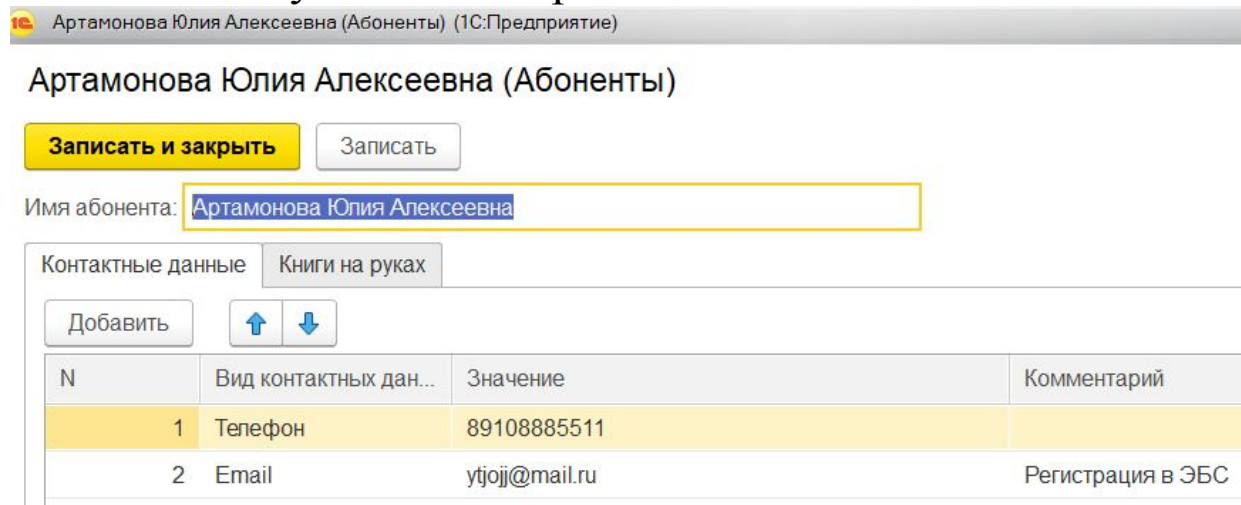 Артамонова Юлия Алексеевна (Абоненты) (1С:Предприятие)
Артамонова Юлия Алексеевна (Абоненты)
Записать и закрыть Записать
Имя абонента: Артамонова Юлия Алексеевна
Контактные данные Книги на руках
Добавить
N Вид контактных дан... Значение Комментарий
1 Телефон 89108885511
2 Email ytjojj@mail.ru Регистрация в ЭБС